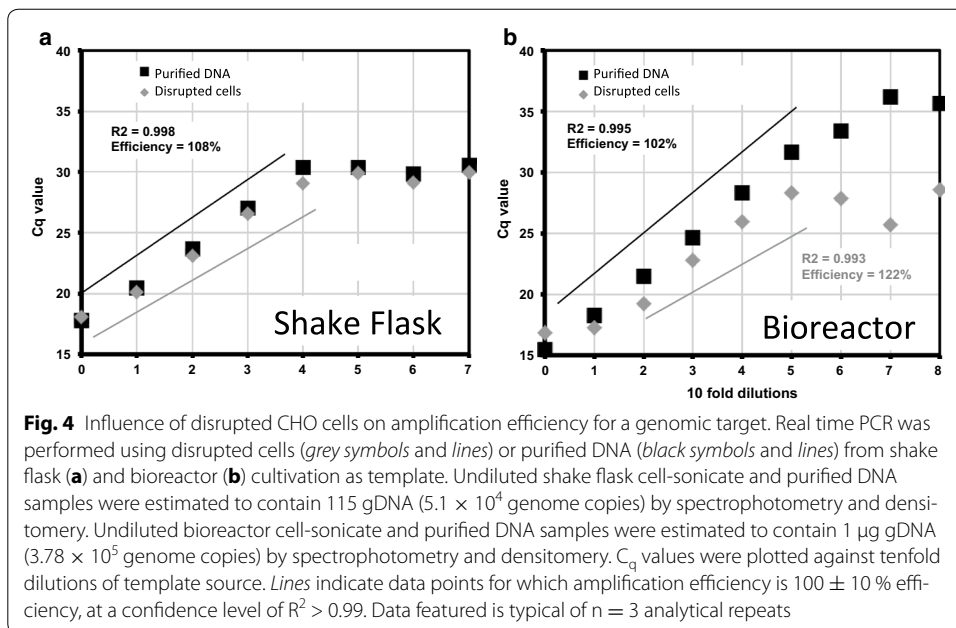 a
40
35
30
25
20
15
Cq value
Purified DNA
Disrupted cells
R2 = 0.998
Efficiency = 108%
Shake Flask
0 1 2 3 4 5 6 7
b
40
35
30
25
20
15
Cq value
Purified DNA
Disrupted cells
R2 = 0.995
Efficiency = 102%
R2 = 0.993
Efficiency = 122%
Bioreactor
0 1 2 3 4 5 6 7 8
10 fold dilutions
Fig. 4 Influence of disrupted CHO cells on amplification efficiency for a genomic target. Real time PCR was
performed using disrupted cells (grey symbols and lines) or purified DNA (black symbols and lines) from shake
flask (a) and bioreactor (b) cultivation as template. Undiluted shake flask cell-sonicate and purified DNA
samples were estimated to contain 115 gDNA (5.1 × 10⁴ genome copies) by spectrophotometry and densi-
tomery. Undiluted bioreactor cell-sonicate and purified DNA samples were estimated to contain 1 μg gDNA
(3.78 × 10⁵ genome copies) by spectrophotometry and densitomery. Cq values were plotted against tenfold
dilutions of template source. Lines indicate data points for which amplification efficiency is 100 ± 10 % effi-
ciency, at a confidence level of R² > 0.99. Data featured is typical of n = 3 analytical repeats